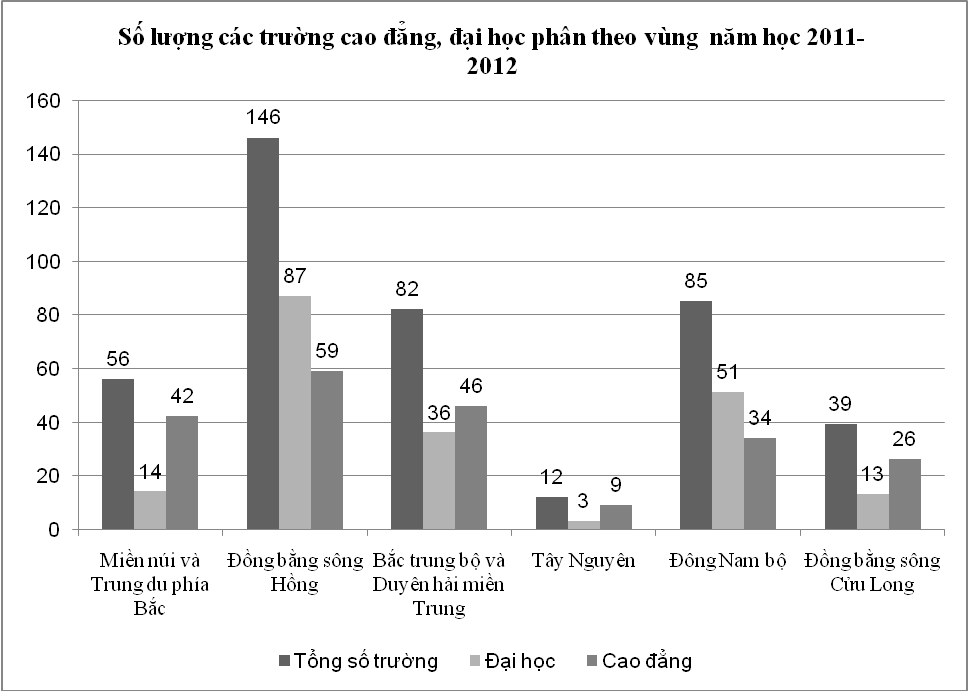 Số lượng các trường cao đẳng, đại học phân theo vùng năm học 2011-
2012
160
140
120
100
80
60
40
20
0
56
14
42
146
87
59
82
36
46
12
3
9
85
51
34
39
13
26
Miền núi và
Trung du phía
Bắc
Đồng bằng sông
Hồng
Bắc trung bộ và
Duyên hải miền
Trung
Tây Nguyên
Đông Nam bộ
Đồng bằng sông
Cửu Long
Tổng số trường
Đại học
Cao đẳng